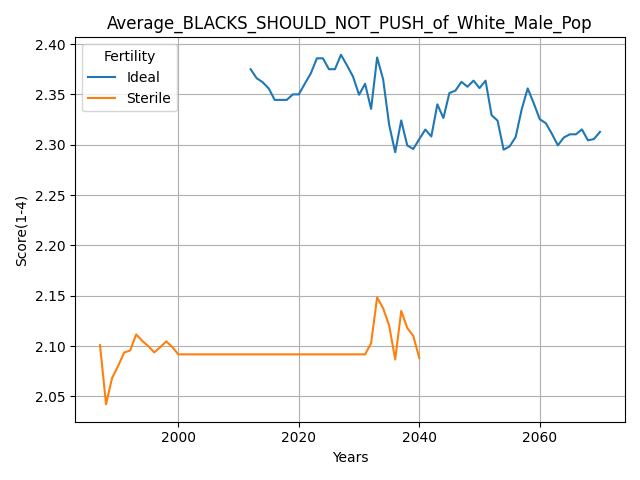 Average_BLACKS_SHOULD_NOT_PUSH_of_White_Male_Pop
Fertility
Ideal
Sterile
2.40
2.35
2.30
2.25
2.20
2.15
2.10
2.05
Score(1-4)
2000
2020
2040
2060
Years